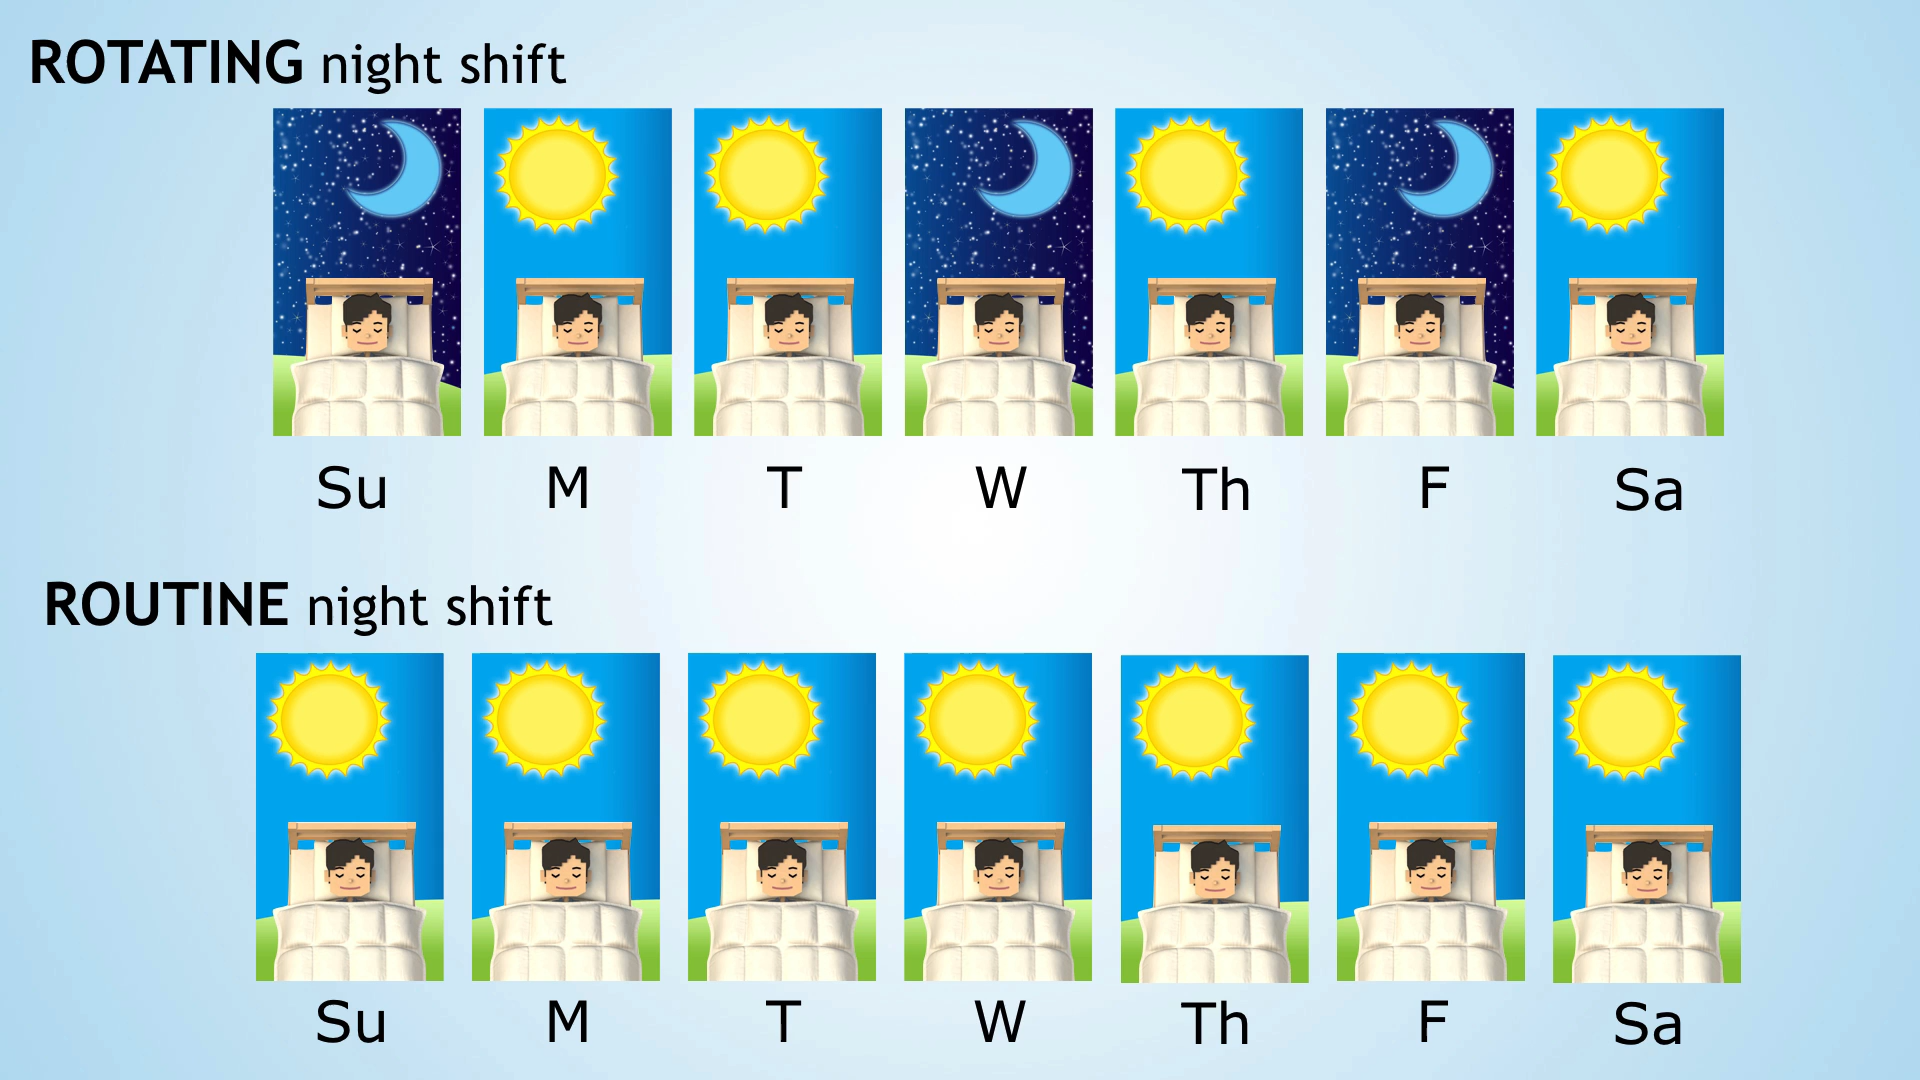 ROTATING night shift
Su M T W Th F Sa
ROUTINE night shift
Su M T W Th F Sa